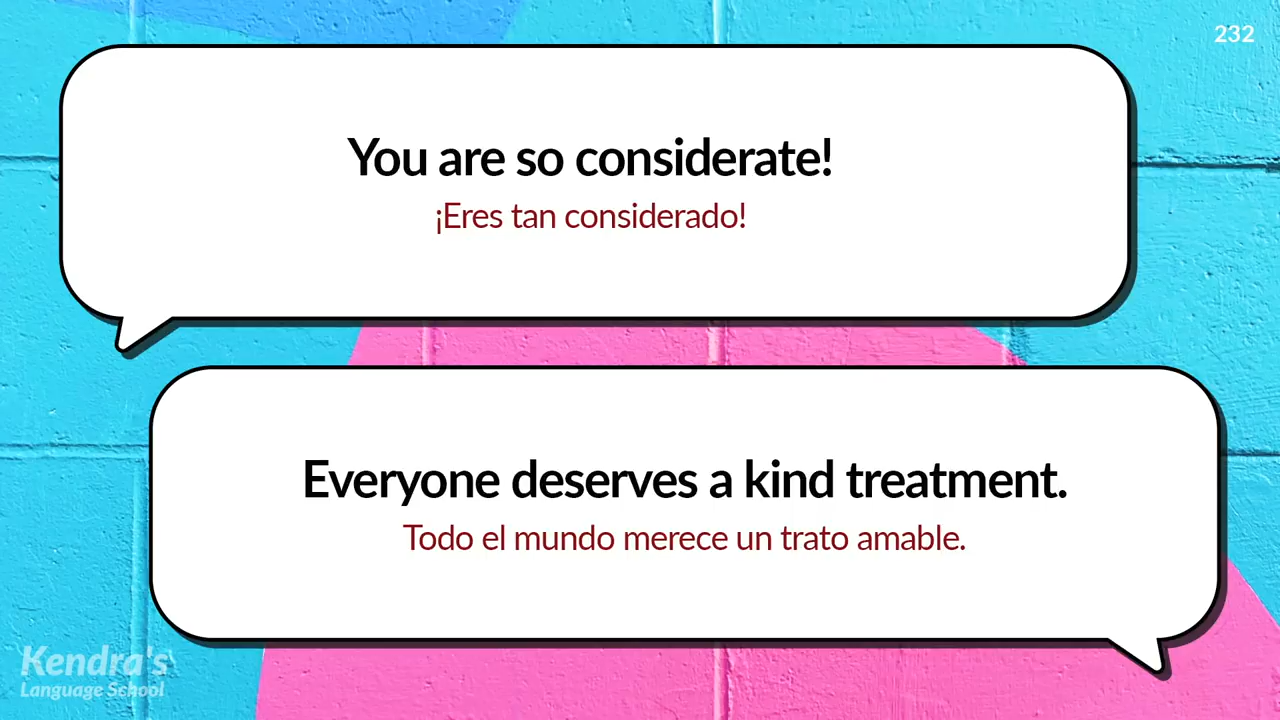 232
You are so considerate!
¡Eres tan considerado!
Everyone deserves a kind treatment.
Todo el mundo merece un trato amable.
Kendra's
Language School